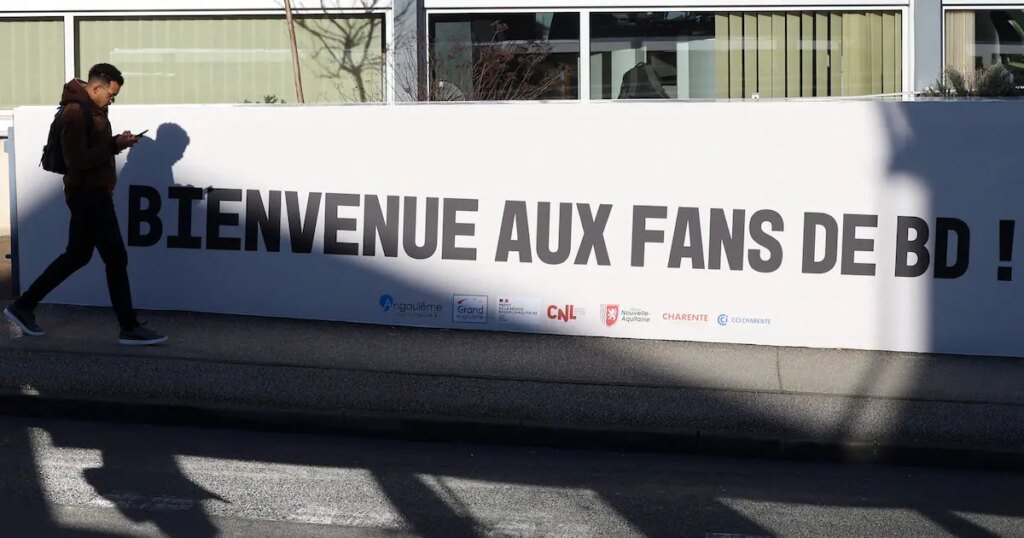 BIENVENUE AUX FANS DE BD !
Angoulême
Grand Angoulême
CNL
Nouvelle-Aquitaine
CHARENTE
CCI CHARENTE